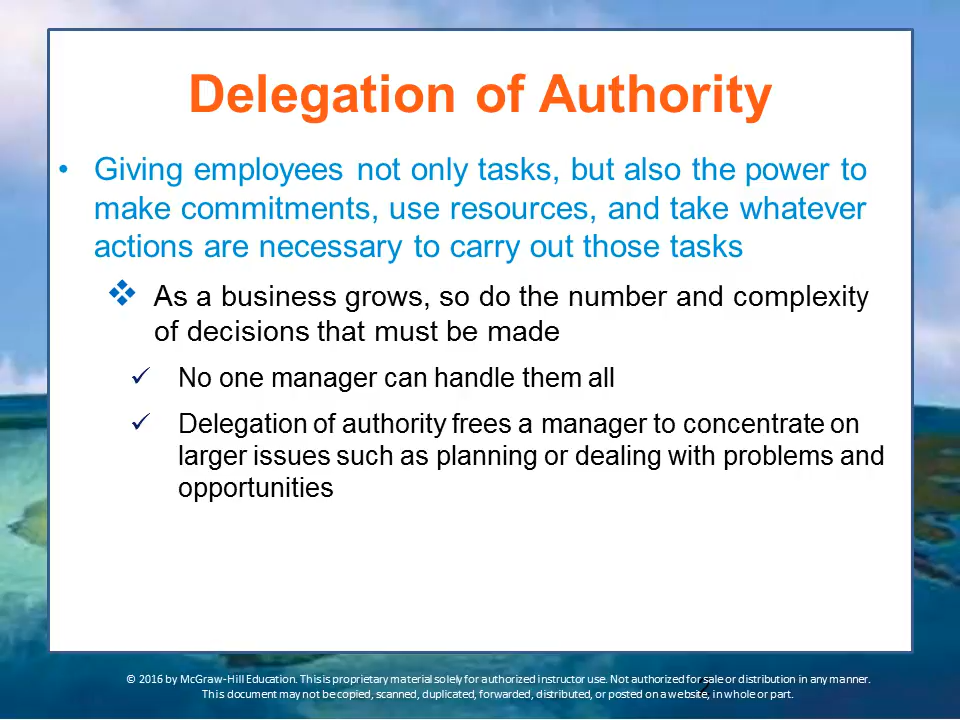 Delegation of Authority
• Giving employees not only tasks, but also the power to
make commitments, use resources, and take whatever
actions are necessary to carry out those tasks
❖ As a business grows, so do the number and complexity
of decisions that must be made
✓ No one manager can handle them all
✓ Delegation of authority frees a manager to concentrate on
larger issues such as planning or dealing with problems and
opportunities
© 2016 by McGraw-Hill Education. This is proprietary material solely for authorized instructor use. Not authorized for sale or distribution in any manner.
This document may not be copied, scanned, duplicated, forwarded, distributed, or posted on a website, in whole or part.